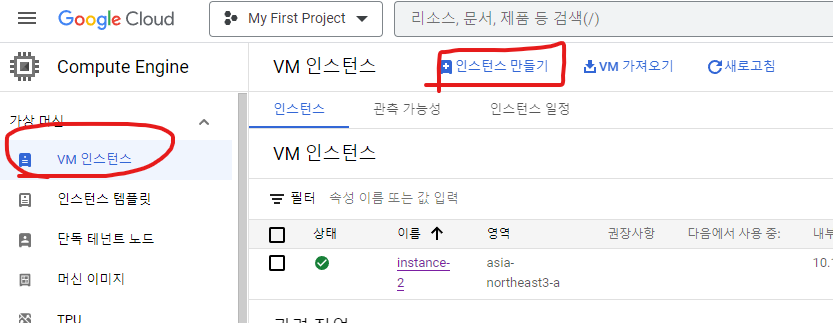 Google Cloud
My First Project
리소스, 문서, 제품 등 검색(/)
Compute Engine
VM 인스턴스
인스턴스 만들기
VM 가져오기
새로고침
가상 머신
VM 인스턴스
인스턴스 템플릿
단독 테넌트 노드
머신 이미지
TPU
인스턴스
관측 가능성
인스턴스 일정
VM 인스턴스
필터
속성 이름 또는 값 입력
상태
이름
영역
권장사항
다음에서 사용 중:
내부
instance-
2
asia-
northeast3-a
10.1